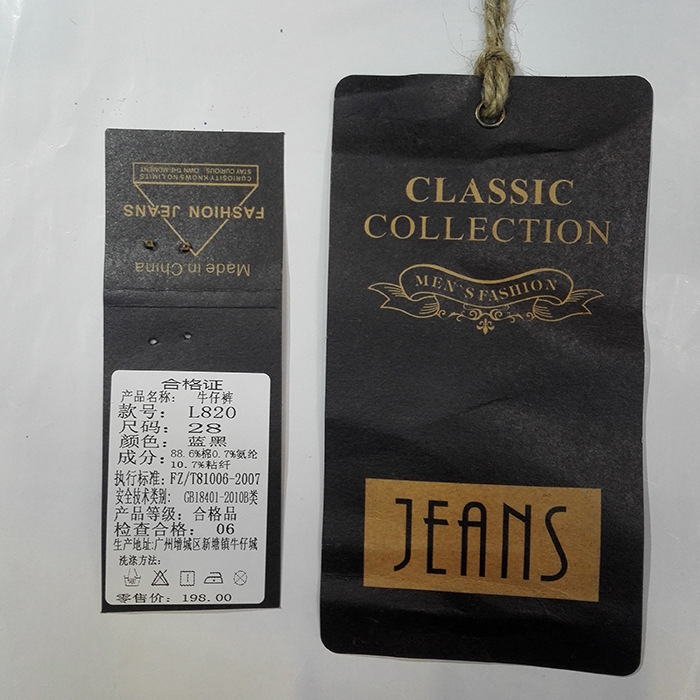 CURIOSITY KNOWS NO LIMITS
STAY CURIOUS, OWN THE MOMENT
FASHION JEANS
Made in China
合格证
产品名称: 牛仔裤
款号: L820
尺码: 28
颜色: 蓝黑
成分: 88.6%棉0.7%氨纶
10.7%粘纤
执行标准: FZ/T81006-2007
安全技术类别: GB18401-2010B类
产品等级: 合格品
检查合格: 06
生产地址:广州增城区新塘镇牛仔城
洗涤方法:
零售价: 198.00
CLASSIC
COLLECTION
MEN`S FASHION
JEANS